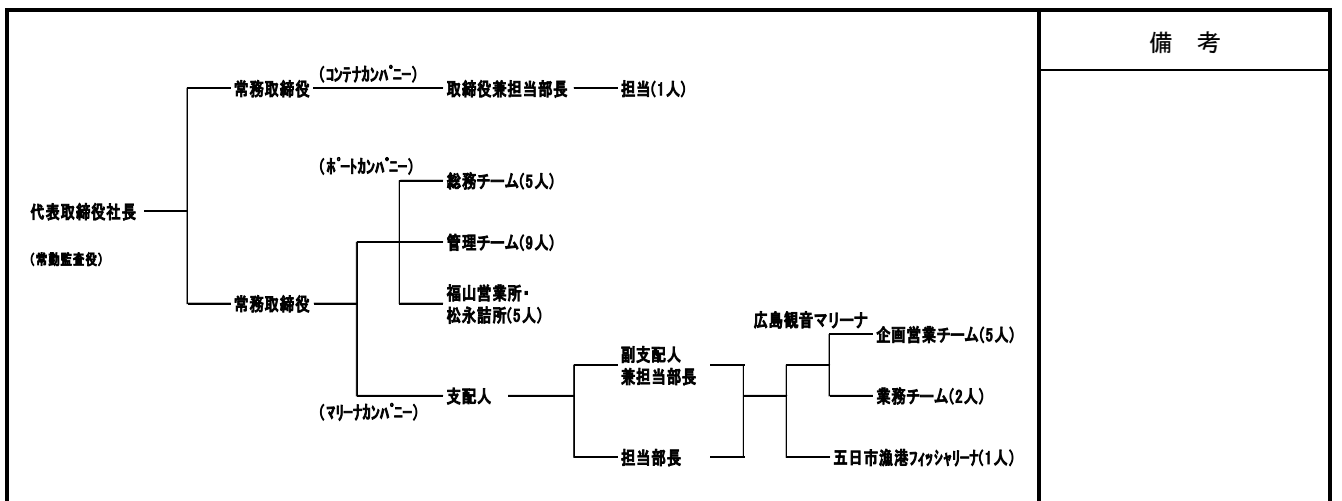 備 考
(ｺﾝﾃﾅｶﾝﾊﾟﾆｰ)
常務取締役
取締役兼担当部長
担当(1人)
(ﾎﾟｰﾄｶﾝﾊﾟﾆｰ)
総務チーム(5人)
代表取締役社長
(常勤監査役)
管理チーム(9人)
常務取締役
福山営業所・
松永詰所(5人)
広島観音マリーナ
企画営業チーム(5人)
副支配人
兼担当部長
支配人
(ﾏﾘｰﾅｶﾝﾊﾟﾆｰ)
業務チーム(2人)
担当部長
五日市漁港ﾌｨｯｼｬﾘｰﾅ(1人)